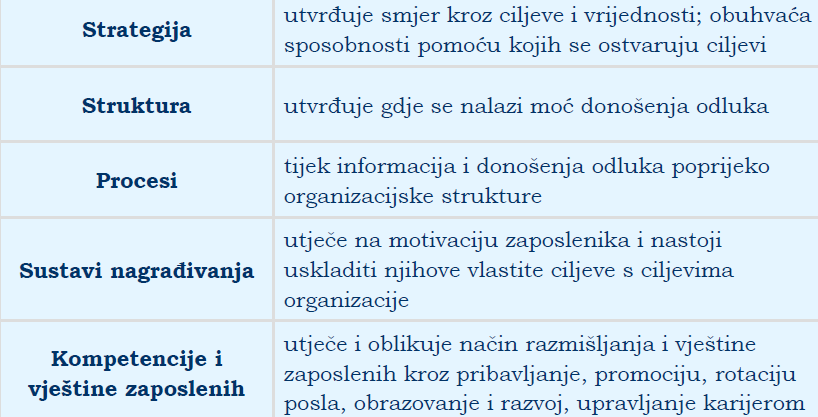 Strategija
utvrđuje smjer kroz ciljeve i vrijednosti; obuhvaća
sposobnosti pomoću kojih se ostvaruju ciljevi
Struktura
utvrđuje gdje se nalazi moć donošenja odluka
Procesi
tijek informacija i donošenja odluka poprijeko
organizacijske strukture
Sustavi nagrađivanja
utječe na motivaciju zaposlenika i nastoji
uskladiti njihove vlastite ciljeve s ciljevima
organizacije
Kompetencije i
vještine zaposlenih
utječe i oblikuje način razmišljanja i vještine
zaposlenih kroz pribavljanje, promociju, rotaciju
posla, obrazovanje i razvoj, upravljanje karijerom